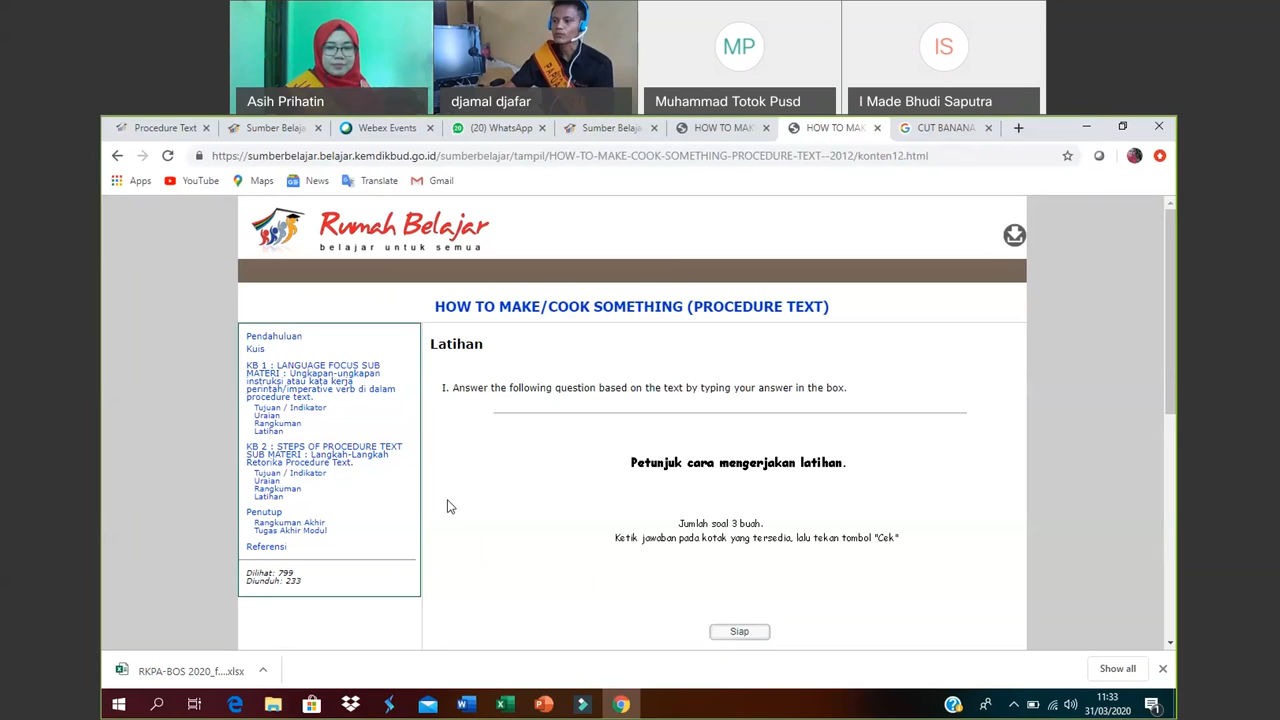 MP
IS
Asih Prihatin
djamal djafar
Muhammad Totok Pusd
I Made Bhudi Saputra
Procedure Text
Sumber Belaja
Webex Events
(20) WhatsApp
Sumber Belaja
HOW TO MAK
HOW TO MAK
CUT BANANA
https://sumberbelajar.belajar.kemdikbud.go.id/sumberbelajar/tampil/HOW-TO-MAKE-COOK-SOMETHING-PROCEDURE-TEXT--2012/konten12.html
Apps
YouTube
Maps
News
Translate
Gmail
Rumah Belajar
belajar untuk semua
HOW TO MAKE/COOK SOMETHING (PROCEDURE TEXT)
Pendahuluan
Kuis
KB 1 : LANGUAGE FOCUS SUB
MATERI : Ungkapan-ungkapan
instruksi atau kata kerja
perintah/imperative verb di dalam
procedure text.
Tujuan / Indikator
Uraian
Rangkuman
Latihan
KB 2 : STEPS OF PROCEDURE TEXT
SUB MATERI : Langkah-Langkah
Retorika Procedure Text.
Tujuan / Indikator
Uraian
Rangkuman
Latihan
Penutup
Rangkuman Akhir
Tugas Akhir Modul
Referensi
Dilihat: 799
Diunduh: 233
Latihan
I. Answer the following question based on the text by typing your answer in the box.
Petunjuk cara mengerjakan latihan.
Jumlah soal 3 buah.
Ketik jawaban pada kotak yang tersedia, lalu tekan tombol "Cek"
Siap
RKPA-BOS 2020_f....xlsx
Show all
11:33
31/03/2020